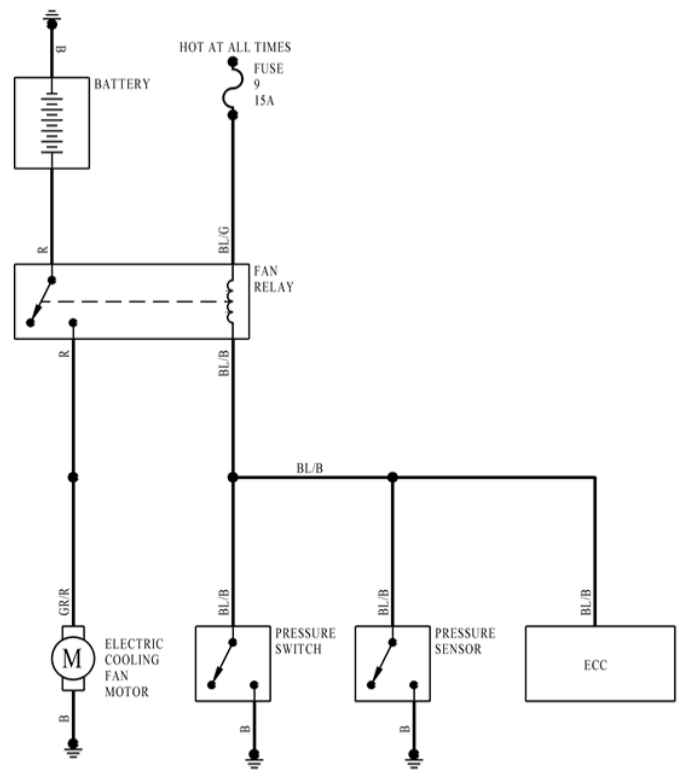 B
BATTERY
HOT AT ALL TIMES
FUSE
9
15A
R
BL/G
FAN
RELAY
R
BL/B
BL/B
GR/R
BL/B
BL/B
BL/B
M
ELECTRIC
COOLING
FAN
MOTOR
PRESSURE
SWITCH
PRESSURE
SENSOR
ECC
B
B
B